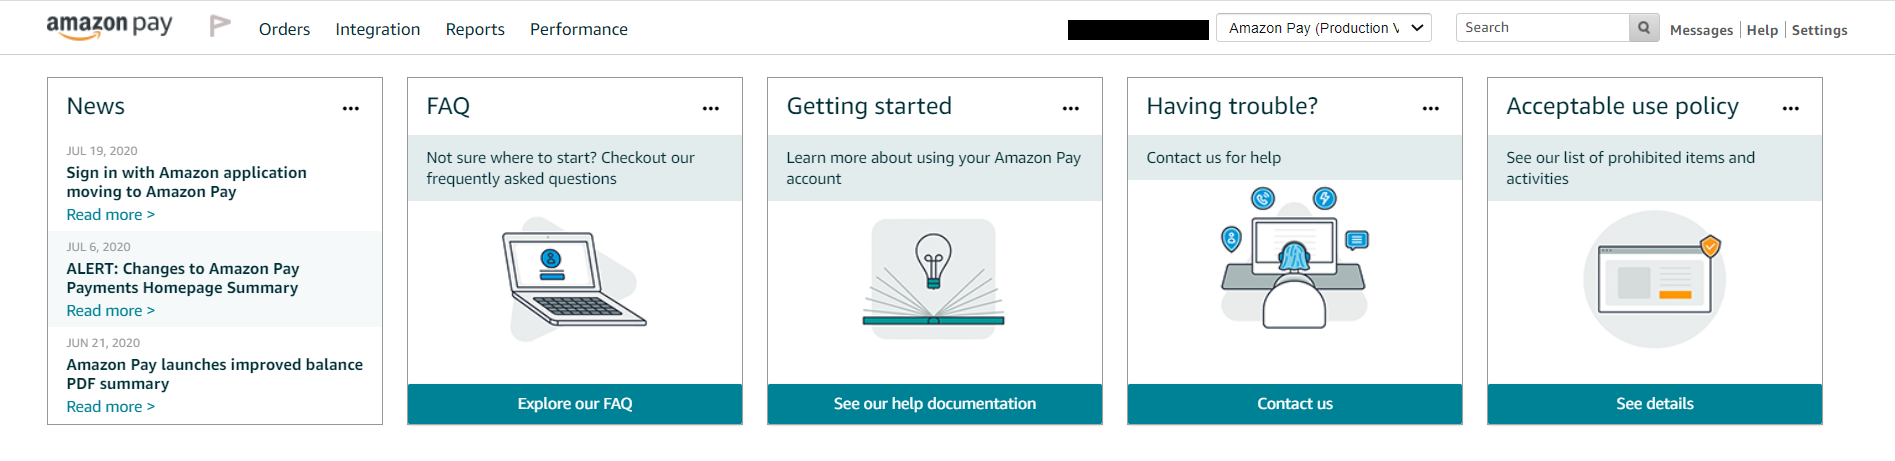 amazon pay
Orders Integration Reports Performance
Amazon Pay (Production V
Search
Messages Help Settings
News
JUL 19, 2020
Sign in with Amazon application
moving to Amazon Pay
Read more >
JUL 6, 2020
ALERT: Changes to Amazon Pay
Payments Homepage Summary
Read more >
JUN 21, 2020
Amazon Pay launches improved balance
PDF summary
Read more >
FAQ
Not sure where to start? Checkout our
frequently asked questions
Explore our FAQ
Getting started
Learn more about using your Amazon Pay
account
See our help documentation
Having trouble?
Contact us for help
Contact us
Acceptable use policy
See our list of prohibited items and
activities
See details